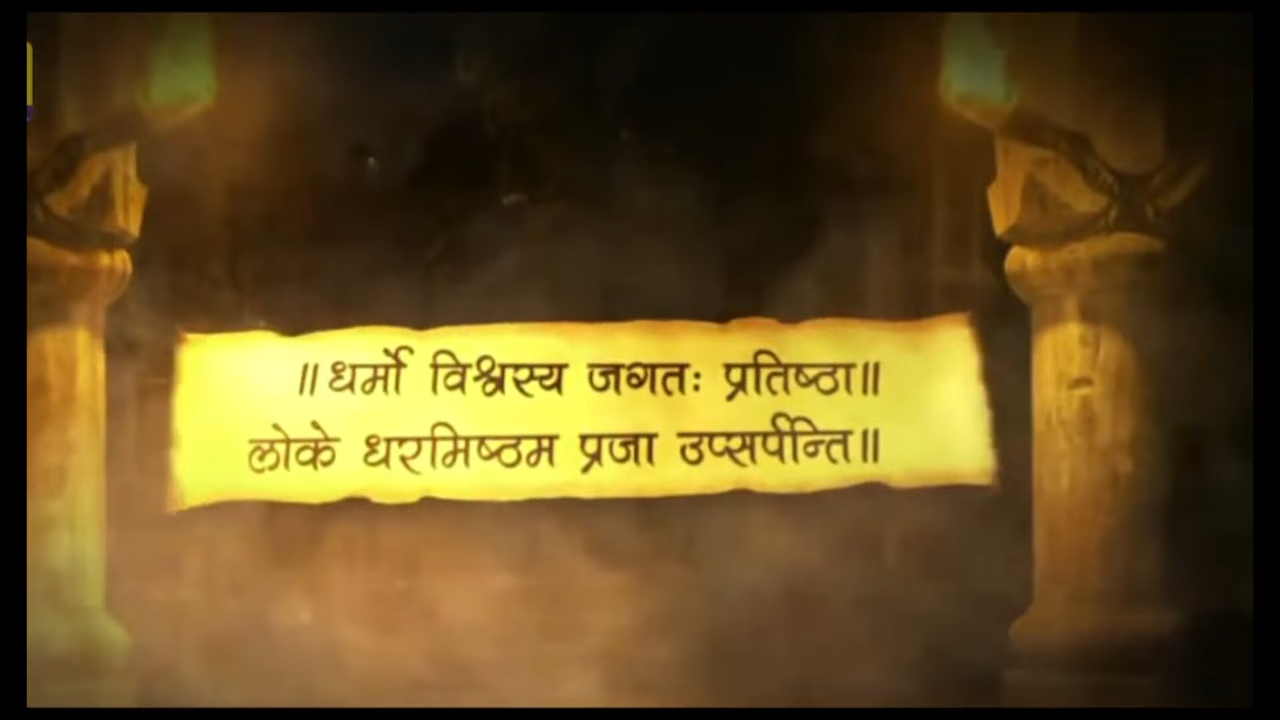 ॥धर्मो विश्वस्य जगतः प्रतिष्ठा॥
लोके धरमिष्ठम प्रजा उप्सर्पन्ति॥